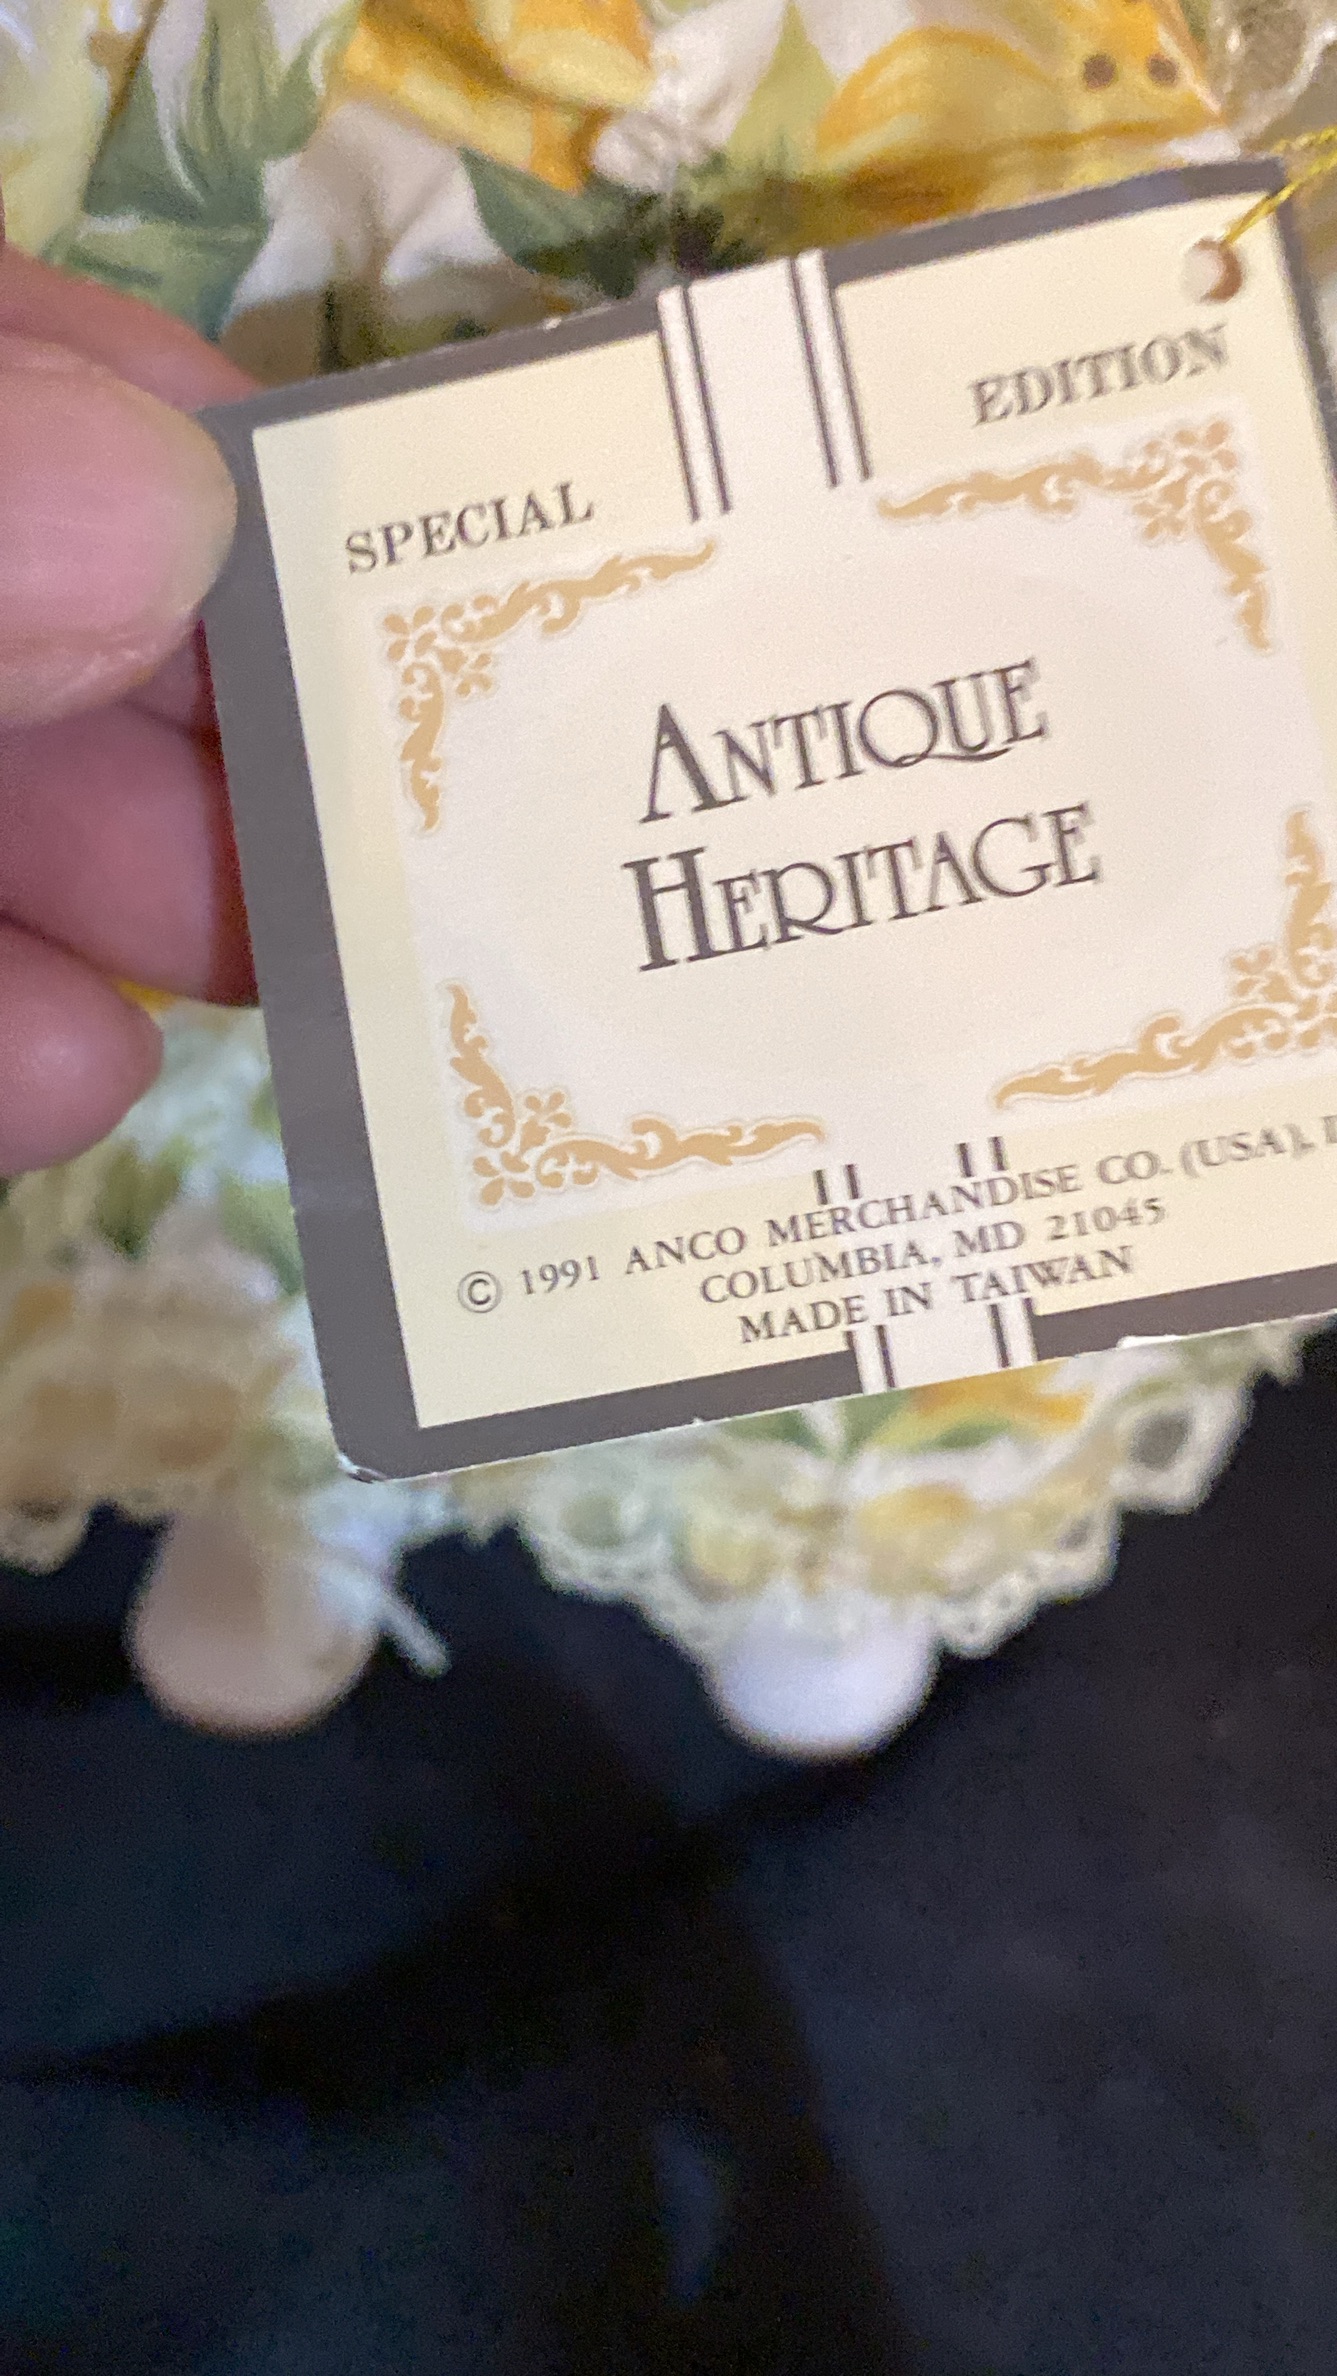 SPECIAL EDITION
ANTIQUE
HERITAGE
© 1991 ANCO MERCHANDISE CO. (USA),
COLUMBIA, MD 21045
MADE IN TAIWAN